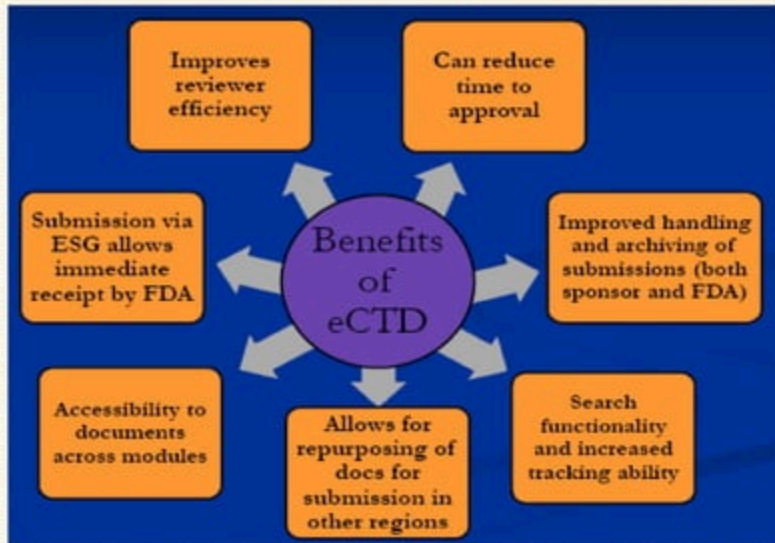 Improves
reviewer
efficiency
Can reduce
time to
approval
Submission via
ESG allows
immediate
receipt by FDA
Benefits
of
eCTD
Improved handling
and archiving of
submissions (both
sponsor and FDA)
Accessibility to
documents
across modules
Allows for
repurposing of
docs for
submission in
other regions
Search
functionality
and increased
tracking ability